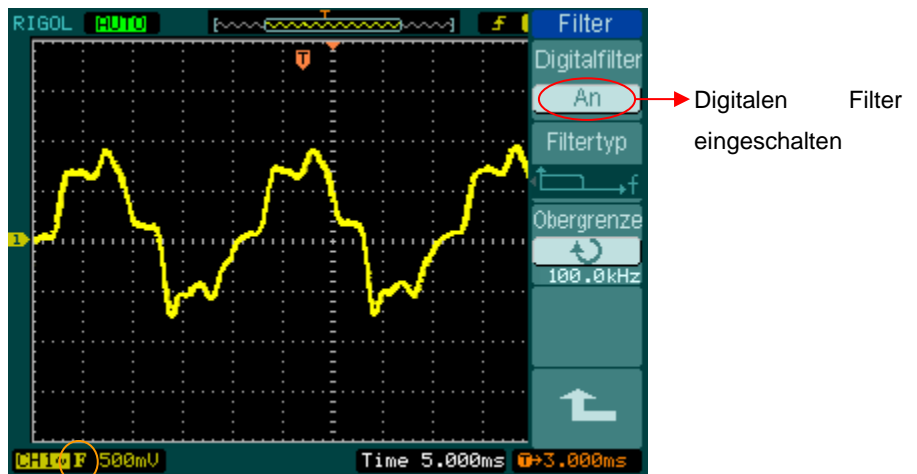 RIGOL AUTO T Filter
T
Digitalfilter
An
Digitalen Filter
eingeschalten
Filtertyp
f
1
Obergrenze
100.0kHz
CH1 F 500mV Time 5.000ms T→3.000ms